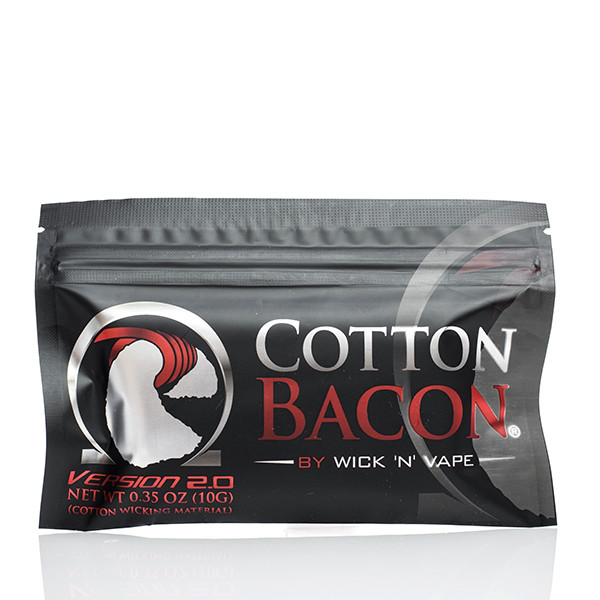 COTTON
BACON®
BY WICK 'N' VAPE
VERSION 2.0
NET WT 0.35 OZ (10G)
(COTTON WICKING MATERIAL)